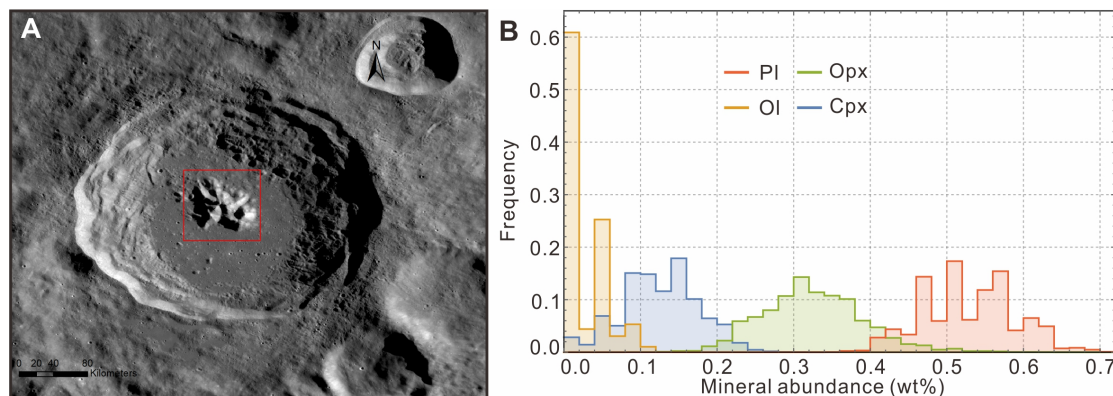 A
N
0 20 40 80
Kilometers
B
Pl
Opx
Ol
Cpx
Frequency
0.6
0.5
0.4
0.3
0.2
0.1
0.0
0.0 0.1 0.2 0.3 0.4 0.5 0.6 0.7
Mineral abundance (wt%)